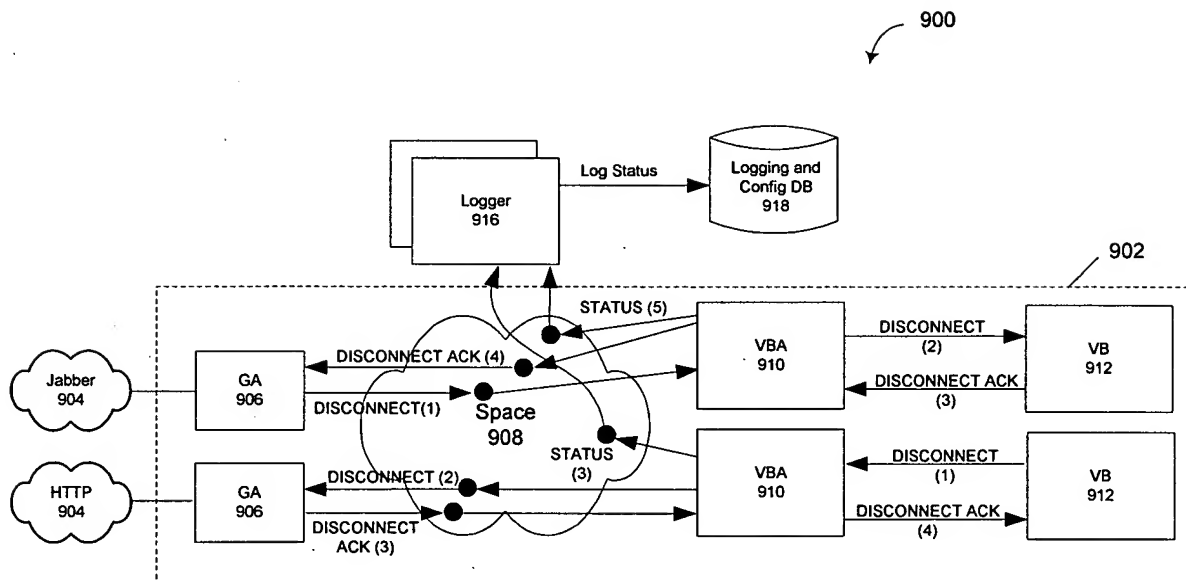 900
Logger
916
Log Status
Logging and
Config DB
918
902
Jabber
904
GA
906
DISCONNECT ACK (4)
DISCONNECT(1)
STATUS (5)
Space
908
VBA
910
DISCONNECT
(2)
DISCONNECT ACK
(3)
VB
912
HTTP
904
GA
906
DISCONNECT (2)
DISCONNECT
ACK (3)
STATUS
(3)
VBA
910
DISCONNECT
(1)
DISCONNECT ACK
(4)
VB
912